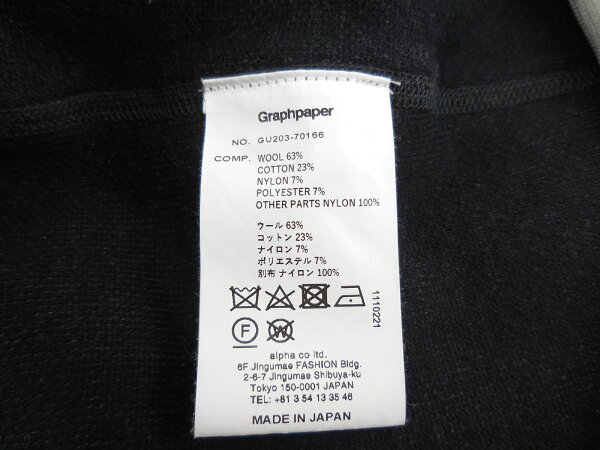 Graphpaper
NO. GU203-70166
COMP. WOOL 63%
COTTON 23%
NYLON 7%
POLYESTER 7%
OTHER PARTS NYLON 100%
ウール 63%
コットン 23%
ナイロン 7%
ポリエステル 7%
別布 ナイロン 100%
F
W
1110221
alpha co ltd.
6F Jingumae FASHION Bldg.
2-6-7 Jingumae Shibuya-ku
Tokyo 150-0001 JAPAN
TEL: +81 3 54 13 35 46
MADE IN JAPAN